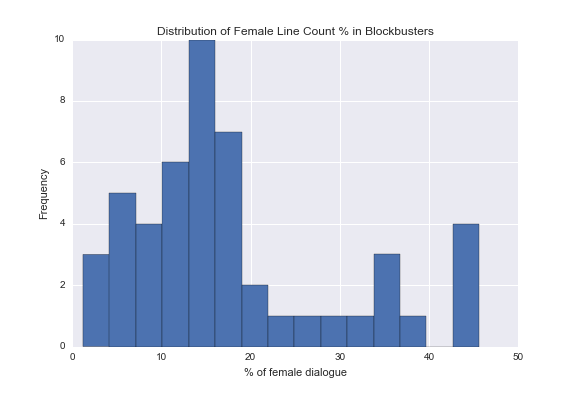 Distribution of Female Line Count % in Blockbusters
10
8
6
4
2
0
Frequency
0 10 20 30 40 50
% of female dialogue